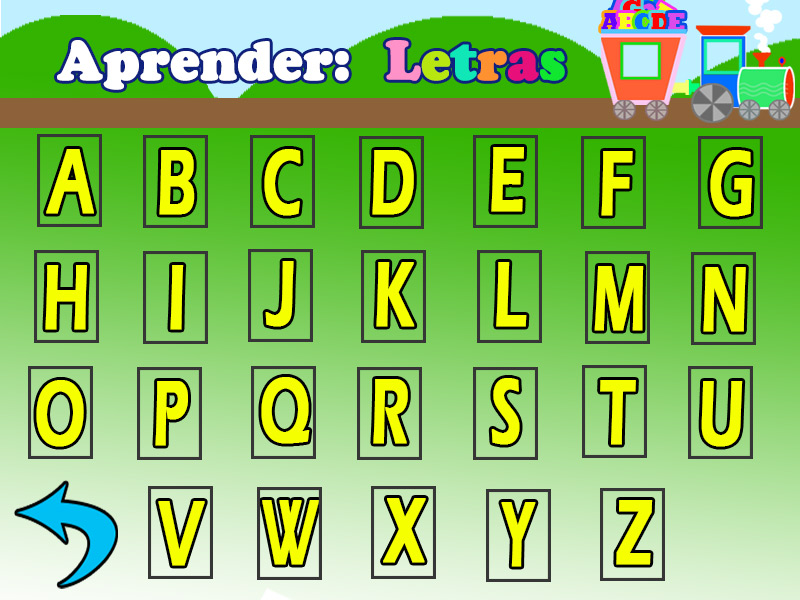 Aprender: Letras
ABCDE
A B C D E F G
H I J K L M N
O P Q R S T U
V W X Y Z